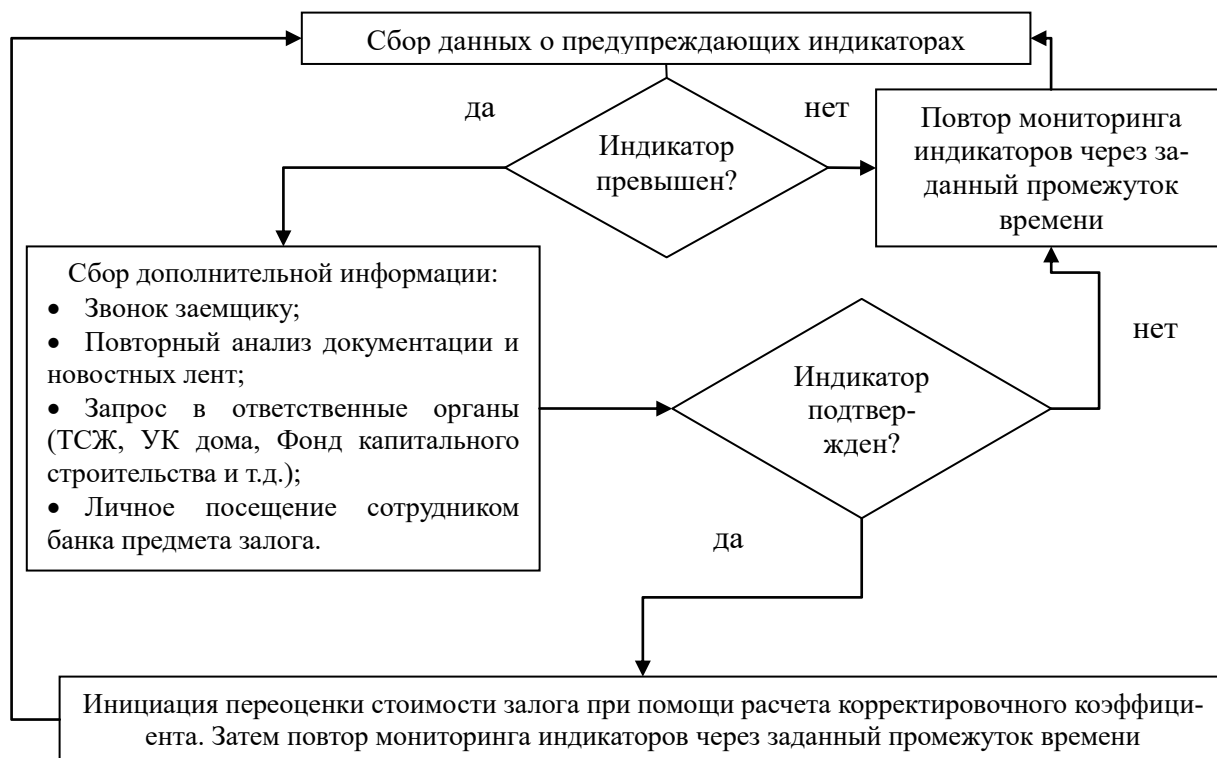 Сбор данных о предупреждающих индикаторах
да
нет
Индикатор
превышен?
Повтор мониторинга
индикаторов через за-
данный промежуток
времени
Сбор дополнительной информации:
• Звонок заемщику;
• Повторный анализ документации и
новостных лент;
• Запрос в ответственные органы
(ТСЖ, УК дома, Фонд капитального
строительства и т.д.);
• Личное посещение сотрудником
банка предмета залога.
Индикатор
подтвер-
жден?
нет
да
Инициация переоценки стоимости залога при помощи расчета корректировочного коэффици-
ента. Затем повтор мониторинга индикаторов через заданный промежуток времени